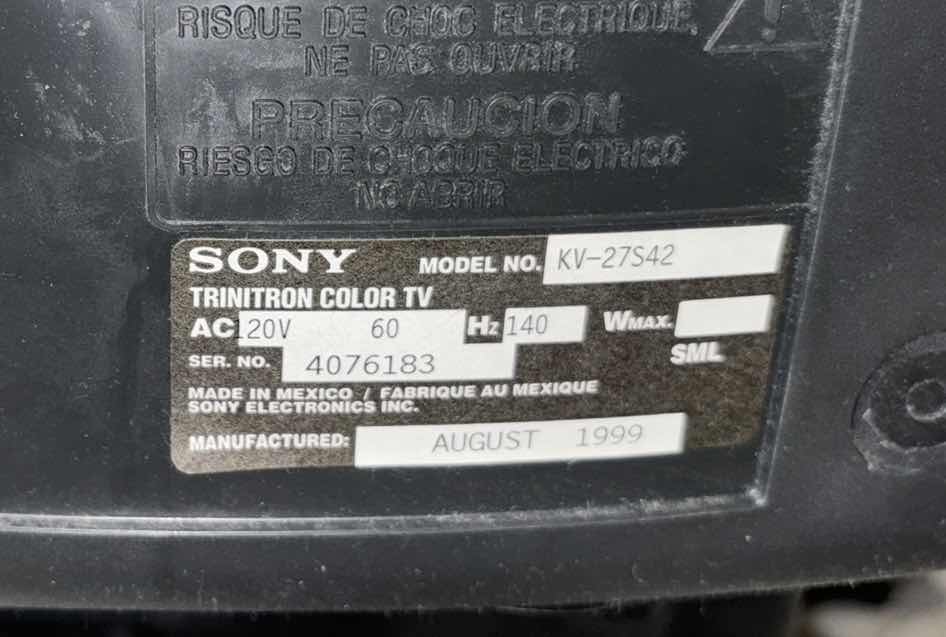 RISQUE DE CHOC ELECTRIQUE,
NE PAS OUVRIR
PRECAUCION
RIESGO DE CHOQUE ELECTRICO
NO ABRIR
SONY MODEL NO. KV-27S42
TRINITRON COLOR TV
AC 120V 60 Hz 140 WMAX.
SER. NO. 4076183 SML
MADE IN MEXICO / FABRIQUE AU MEXIQUE
SONY ELECTRONICS INC.
MANUFACTURED: AUGUST 1999